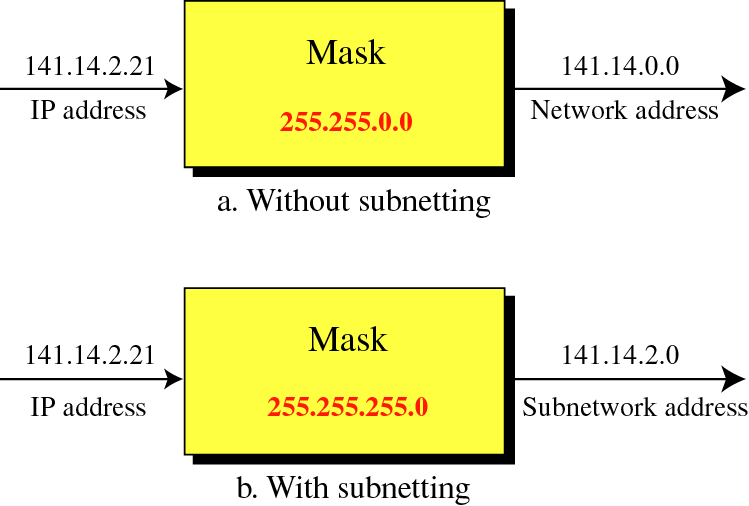 141.14.2.21
IP address
Mask
255.255.0.0
141.14.0.0
Network address
a. Without subnetting
141.14.2.21
IP address
Mask
255.255.255.0
141.14.2.0
Subnetwork address
b. With subnetting